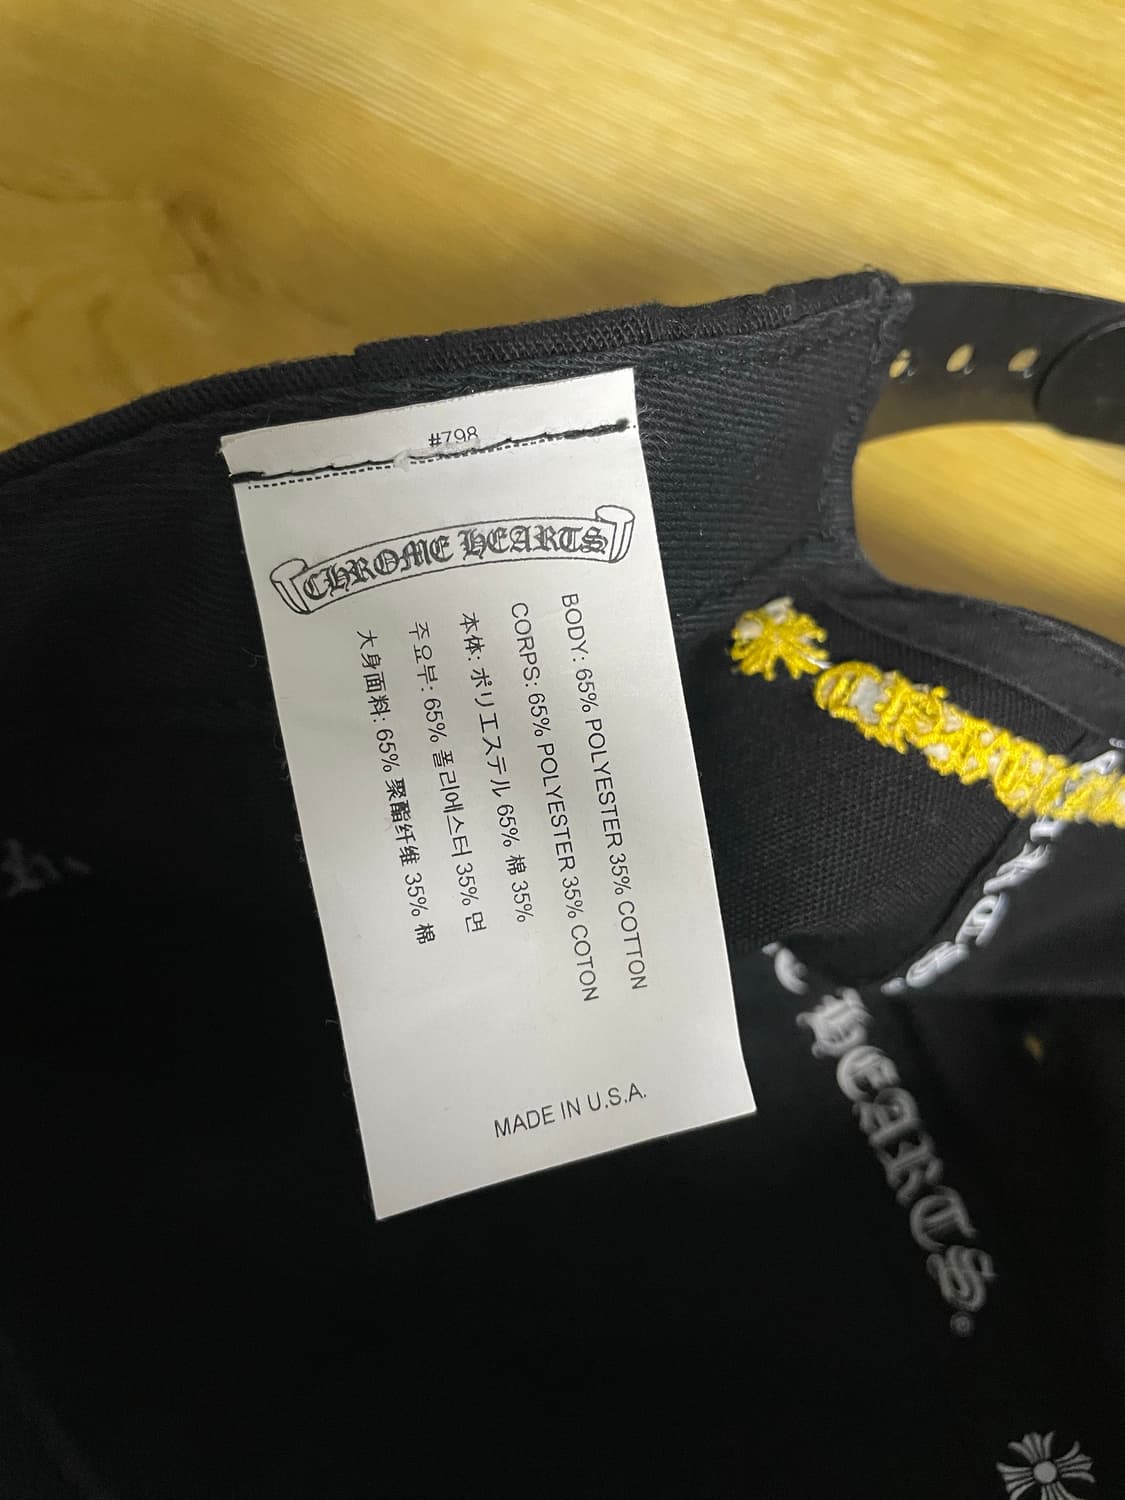 #798
CHROME HEARTS
BODY: 65% POLYESTER 35% COTTON
CORPS: 65% POLYESTER 35% COTON
本体: ポリエステル 65% 棉 35%
주요부: 65% 폴리에스터 35% 면
大身面料: 65% 聚酯纤维 35% 棉
MADE IN U.S.A.
HEARTS®